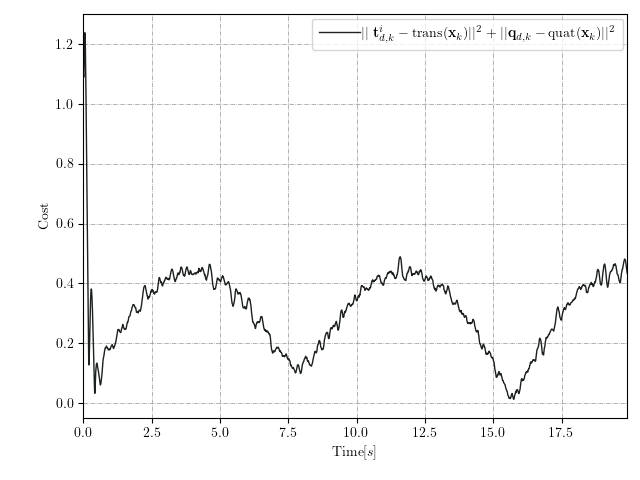 || t^i_{d,k} − trans(x_k)||^2 + ||q_{d,k} − quat(x_k)||^2
1.2
1.0
0.8
0.6
0.4
0.2
0.0
Cost
0.0 2.5 5.0 7.5 10.0 12.5 15.0 17.5
Time[s]